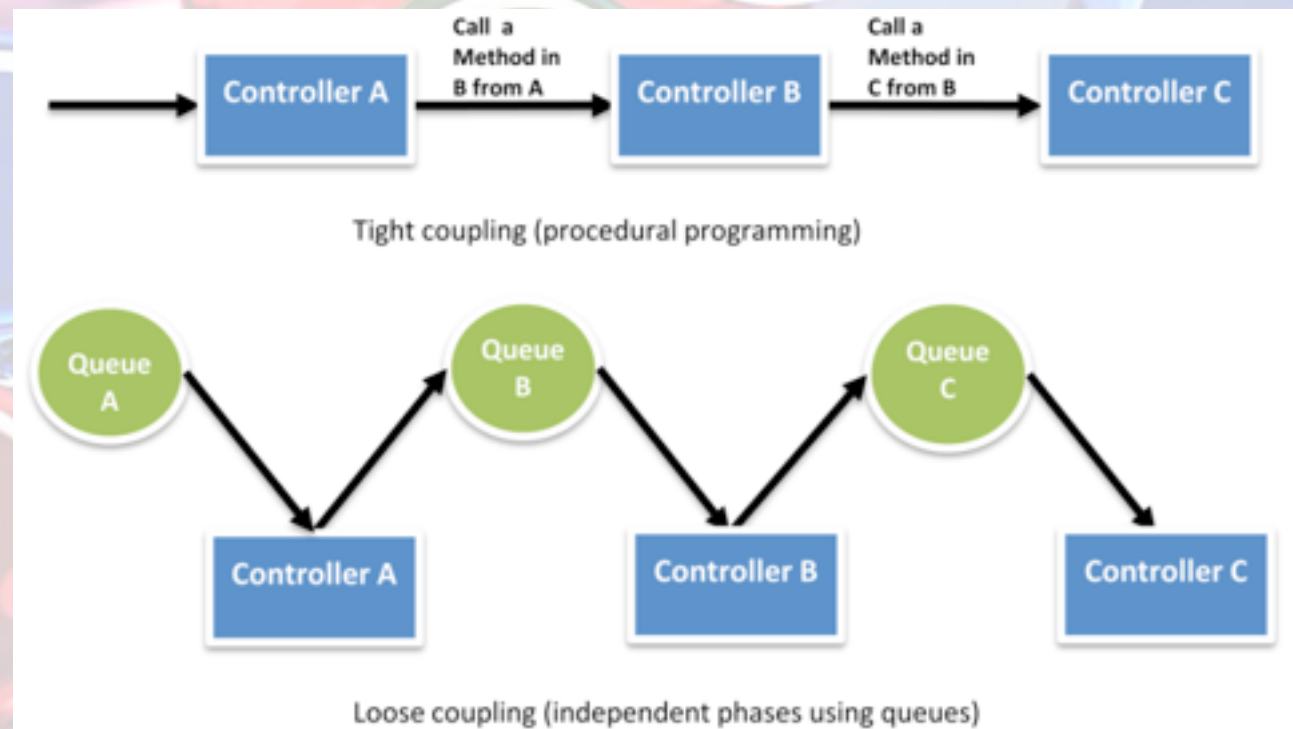 Call a
Method in
B from A
Call a
Method in
C from B
Controller A
Controller B
Controller C
Tight coupling (procedural programming)
Queue
A
Queue
B
Queue
C
Controller A
Controller B
Controller C
Loose coupling (independent phases using queues)